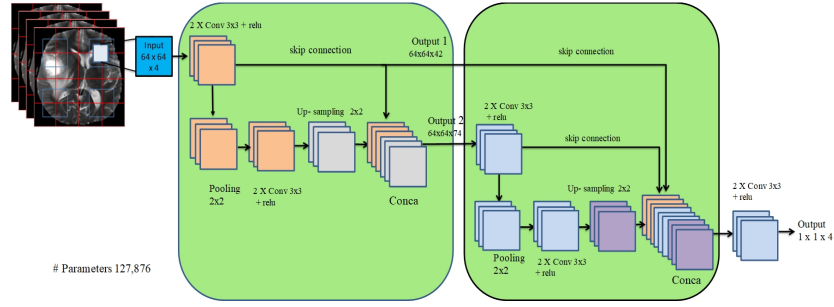 2 X Conv 3x3 + relu
Input
64 x 64
x 4
skip connection
Output 1
64x64x42
skip connection
Up- sampling 2x2
Output 2
64x64x74
2 X Conv 3x3
+ relu
skip connection
Pooling
2x2
2 X Conv 3x3
+ relu
Conca
Up- sampling 2x2
2 X Conv 3x3
+ relu
Output
1 x 1 x 4
Pooling
2x2
2 X Conv 3x3
+ relu
Conca
# Parameters 127,876